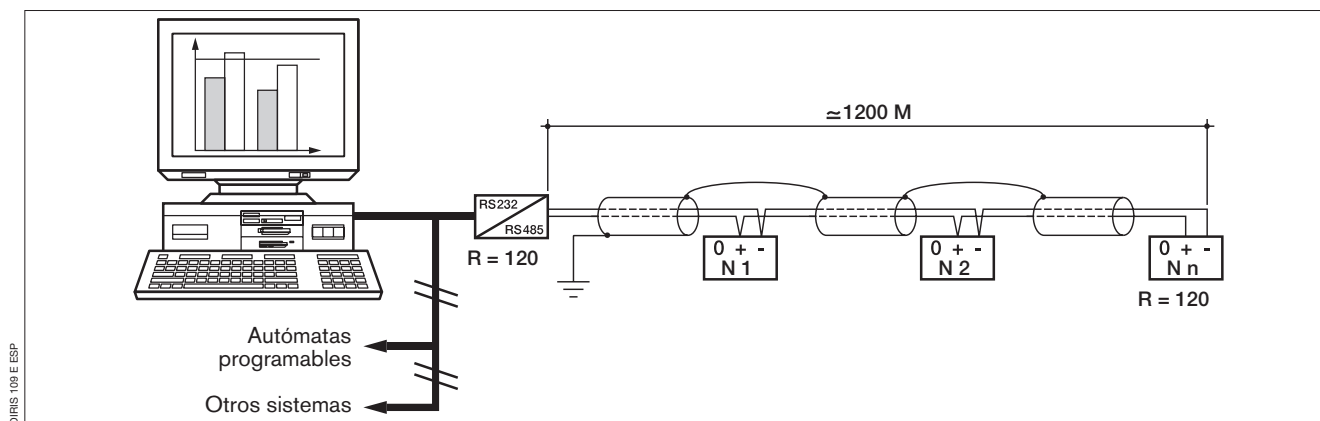 ≃1200 M
RS232
RS485
R = 120
0 + -
N 1
0 + -
N 2
0 + -
N n
R = 120
Autómatas
programables
Otros sistemas
DIRIS 109 E ESP